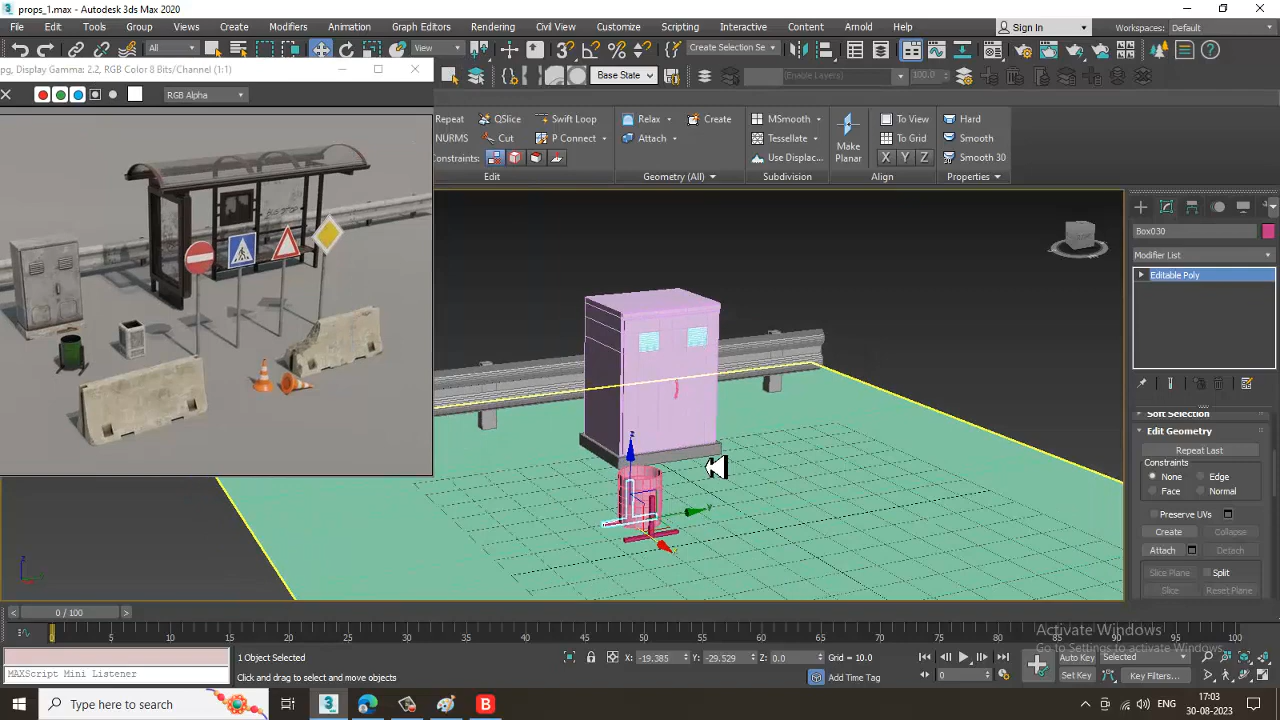 props_1.max - Autodesk 3ds Max 2020
File Edit Tools Group Views Create Modifiers Animation Graph Editors Rendering Civil View Customize Scripting Interactive Content Arnold Help
Sign In Workspaces: Default
All View Create Selection Se
pg, Display Gamma: 2.2, RGB Color 8 Bits/Channel (1:1)
Base State (Enable Layers) 100.0
RGB Alpha
Repeat QSlice Swift Loop Relax Create MSmooth To View Hard
NURMS Cut P Connect Attach Tessellate Make Planar To Grid Smooth
onstraints: Use Displac... X Y Z Smooth 30
Edit Geometry (All) Subdivision Align Properties
Box030
Modifier List
Editable Poly
Soft Selection
Edit Geometry
Repeat Last
Constraints
None Edge
Face Normal
Preserve UVs
Create Collapse
Attach Detach
Slice Plane Split
Slice Reset Plane
z
y
0 / 100
0 5 10 15 20 25 30 35 40 45 50 55 60 65 70 75 80 85 90 95 100
Activate Windows
Go to Settings to activate Windows.
1 Object Selected X: -19.385 Y: -29.529 Z: 0.0 Grid = 10.0 Auto Key Selected
MAXScript Mini Listener Click and drag to select and move objects Add Time Tag 0 Set Key Key Filters...
Type here to search
ENG
17:03
30-08-2023